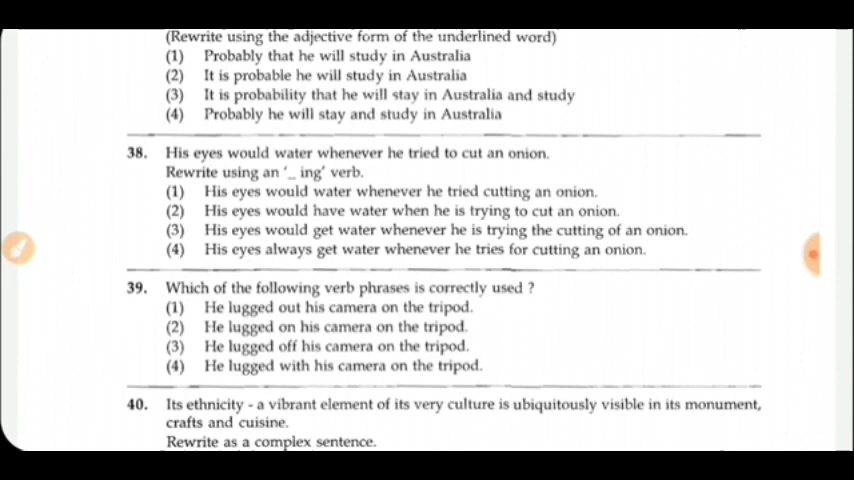 (Rewrite using the adjective form of the underlined word)
(1) Probably that he will study in Australia
(2) It is probable he will study in Australia
(3) It is probability that he will stay in Australia and study
(4) Probably he will stay and study in Australia
38. His eyes would water whenever he tried to cut an onion.
Rewrite using an '_ ing' verb.
(1) His eyes would water whenever he tried cutting an onion.
(2) His eyes would have water when he is trying to cut an onion.
(3) His eyes would get water whenever he is trying the cutting of an onion.
(4) His eyes always get water whenever he tries for cutting an onion.
39. Which of the following verb phrases is correctly used ?
(1) He lugged out his camera on the tripod.
(2) He lugged on his camera on the tripod.
(3) He lugged off his camera on the tripod.
(4) He lugged with his camera on the tripod.
40. Its ethnicity - a vibrant element of its very culture is ubiquitously visible in its monument,
crafts and cuisine.
Rewrite as a complex sentence.